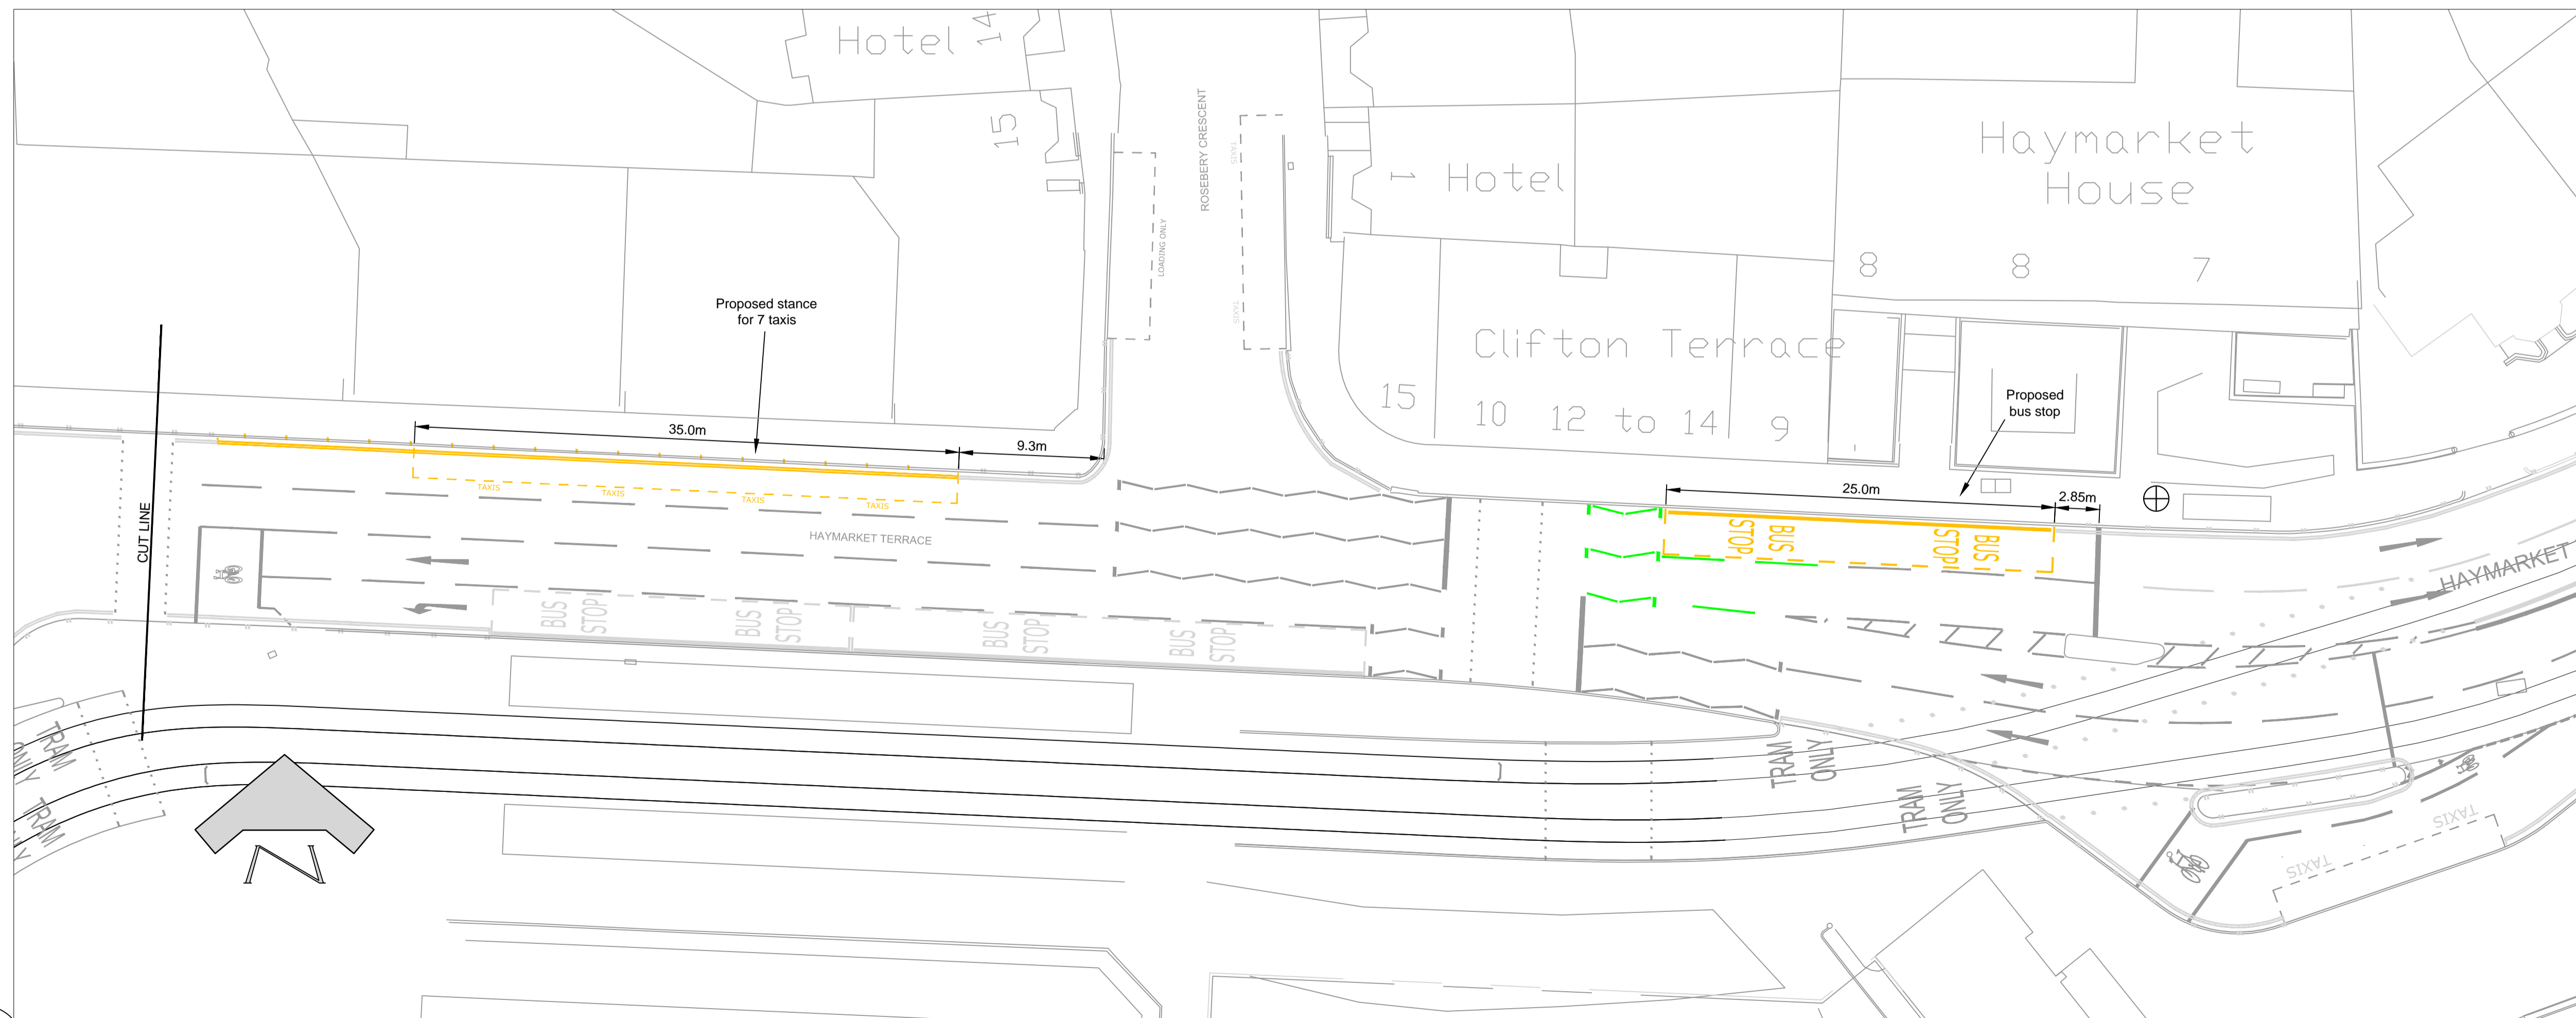 Hotel
14
15
ROSEBERY CRESCENT
TAXIS
TAXIS
LOADING ONLY
1
Hotel
Haymarket
House
8
8
7
Proposed stance
for 7 taxis
Clifton Terrace
15
10
12 to 14
9
Proposed
bus stop
35.0m
9.3m
25.0m
2.85m
CUT LINE
TAXIS
TAXIS
TAXIS
TAXIS
HAYMARKET TERRACE
BUS
STOP
BUS
STOP
HAYMARKET
BUS
STOP
BUS
STOP
BUS
STOP
BUS
STOP
TRAM
ONLY
TRAM
TRAM
ONLY
TRAM
ONLY
TAXIS
TAXIS
N